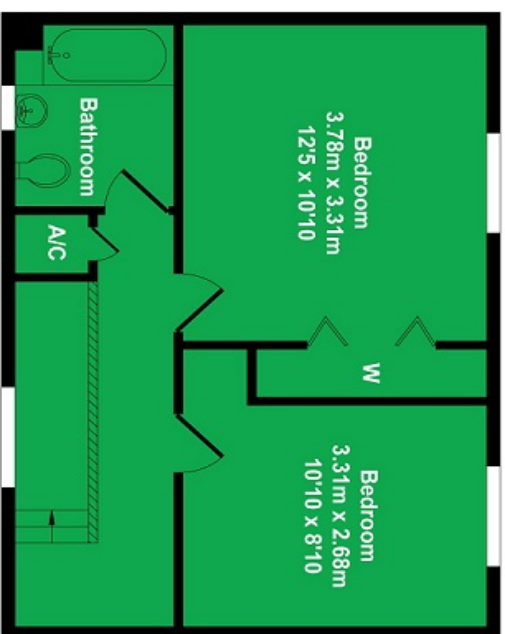 Bathroom
A/C
Bedroom
3.78m x 3.31m
12'5 x 10'10
W
Bedroom
3.31m x 2.68m
10'10 x 8'10